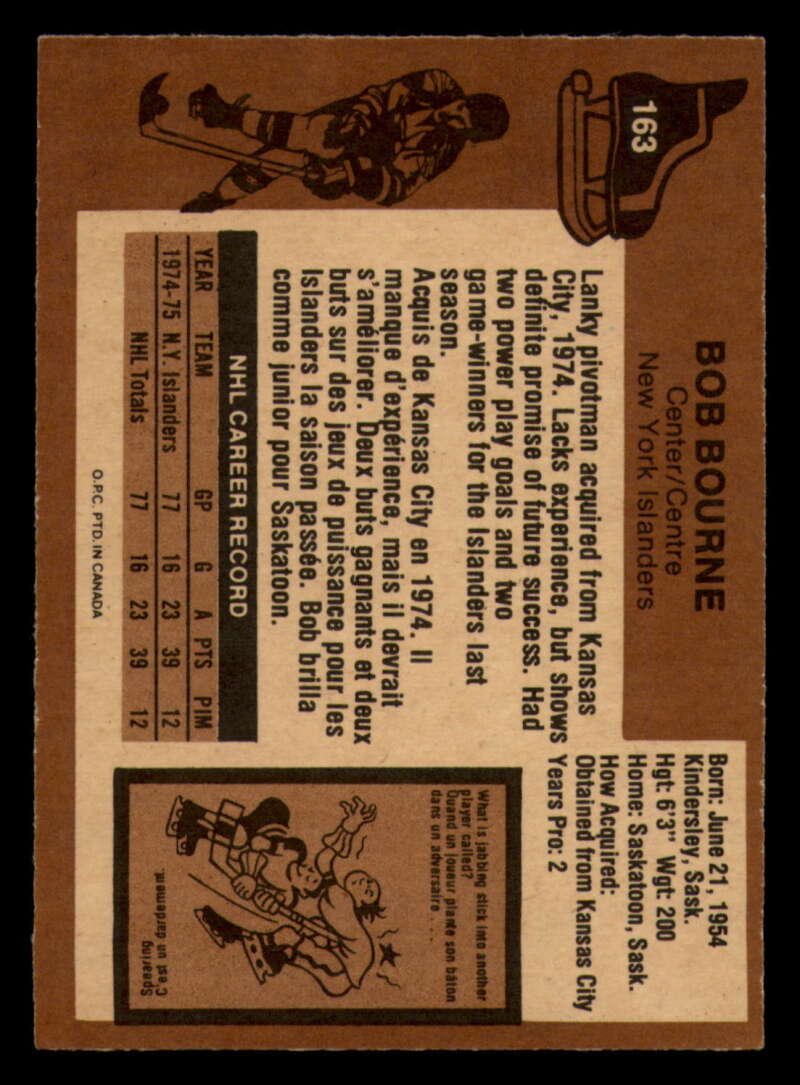 163
BOB BOURNE
Center/Centre
New York Islanders
Born: June 21, 1954
Kindersley, Sask.
Hgt: 6'3" Wgt: 200
Home: Saskatoon, Sask.
How Acquired:
Obtained from Kansas City
Years Pro: 2
Lanky pivotman acquired from Kansas
City, 1974. Lacks experience, but shows
definite promise of future success. Had
two power play goals and two
game-winners for the Islanders last
season.
Acquis de Kansas City en 1974. Il
manque d'expérience, mais il devrait
s'améliorer. Deux buts gagnants et deux
buts sur des jeux de puissance pour les
Islanders la saison passée. Bob brilla
comme junior pour Saskatoon.
NHL CAREER RECORD
YEAR TEAM GP G A PTS PIM
1974-75 N.Y. Islanders 77 16 23 39 12
NHL Totals 77 16 23 39 12
O.P.C. PTD. IN CANADA
What is jabbing stick into another
player called?
Quand un joueur plante son bâton
dans un adversaire . . .
C'est un dardement.
Spearing